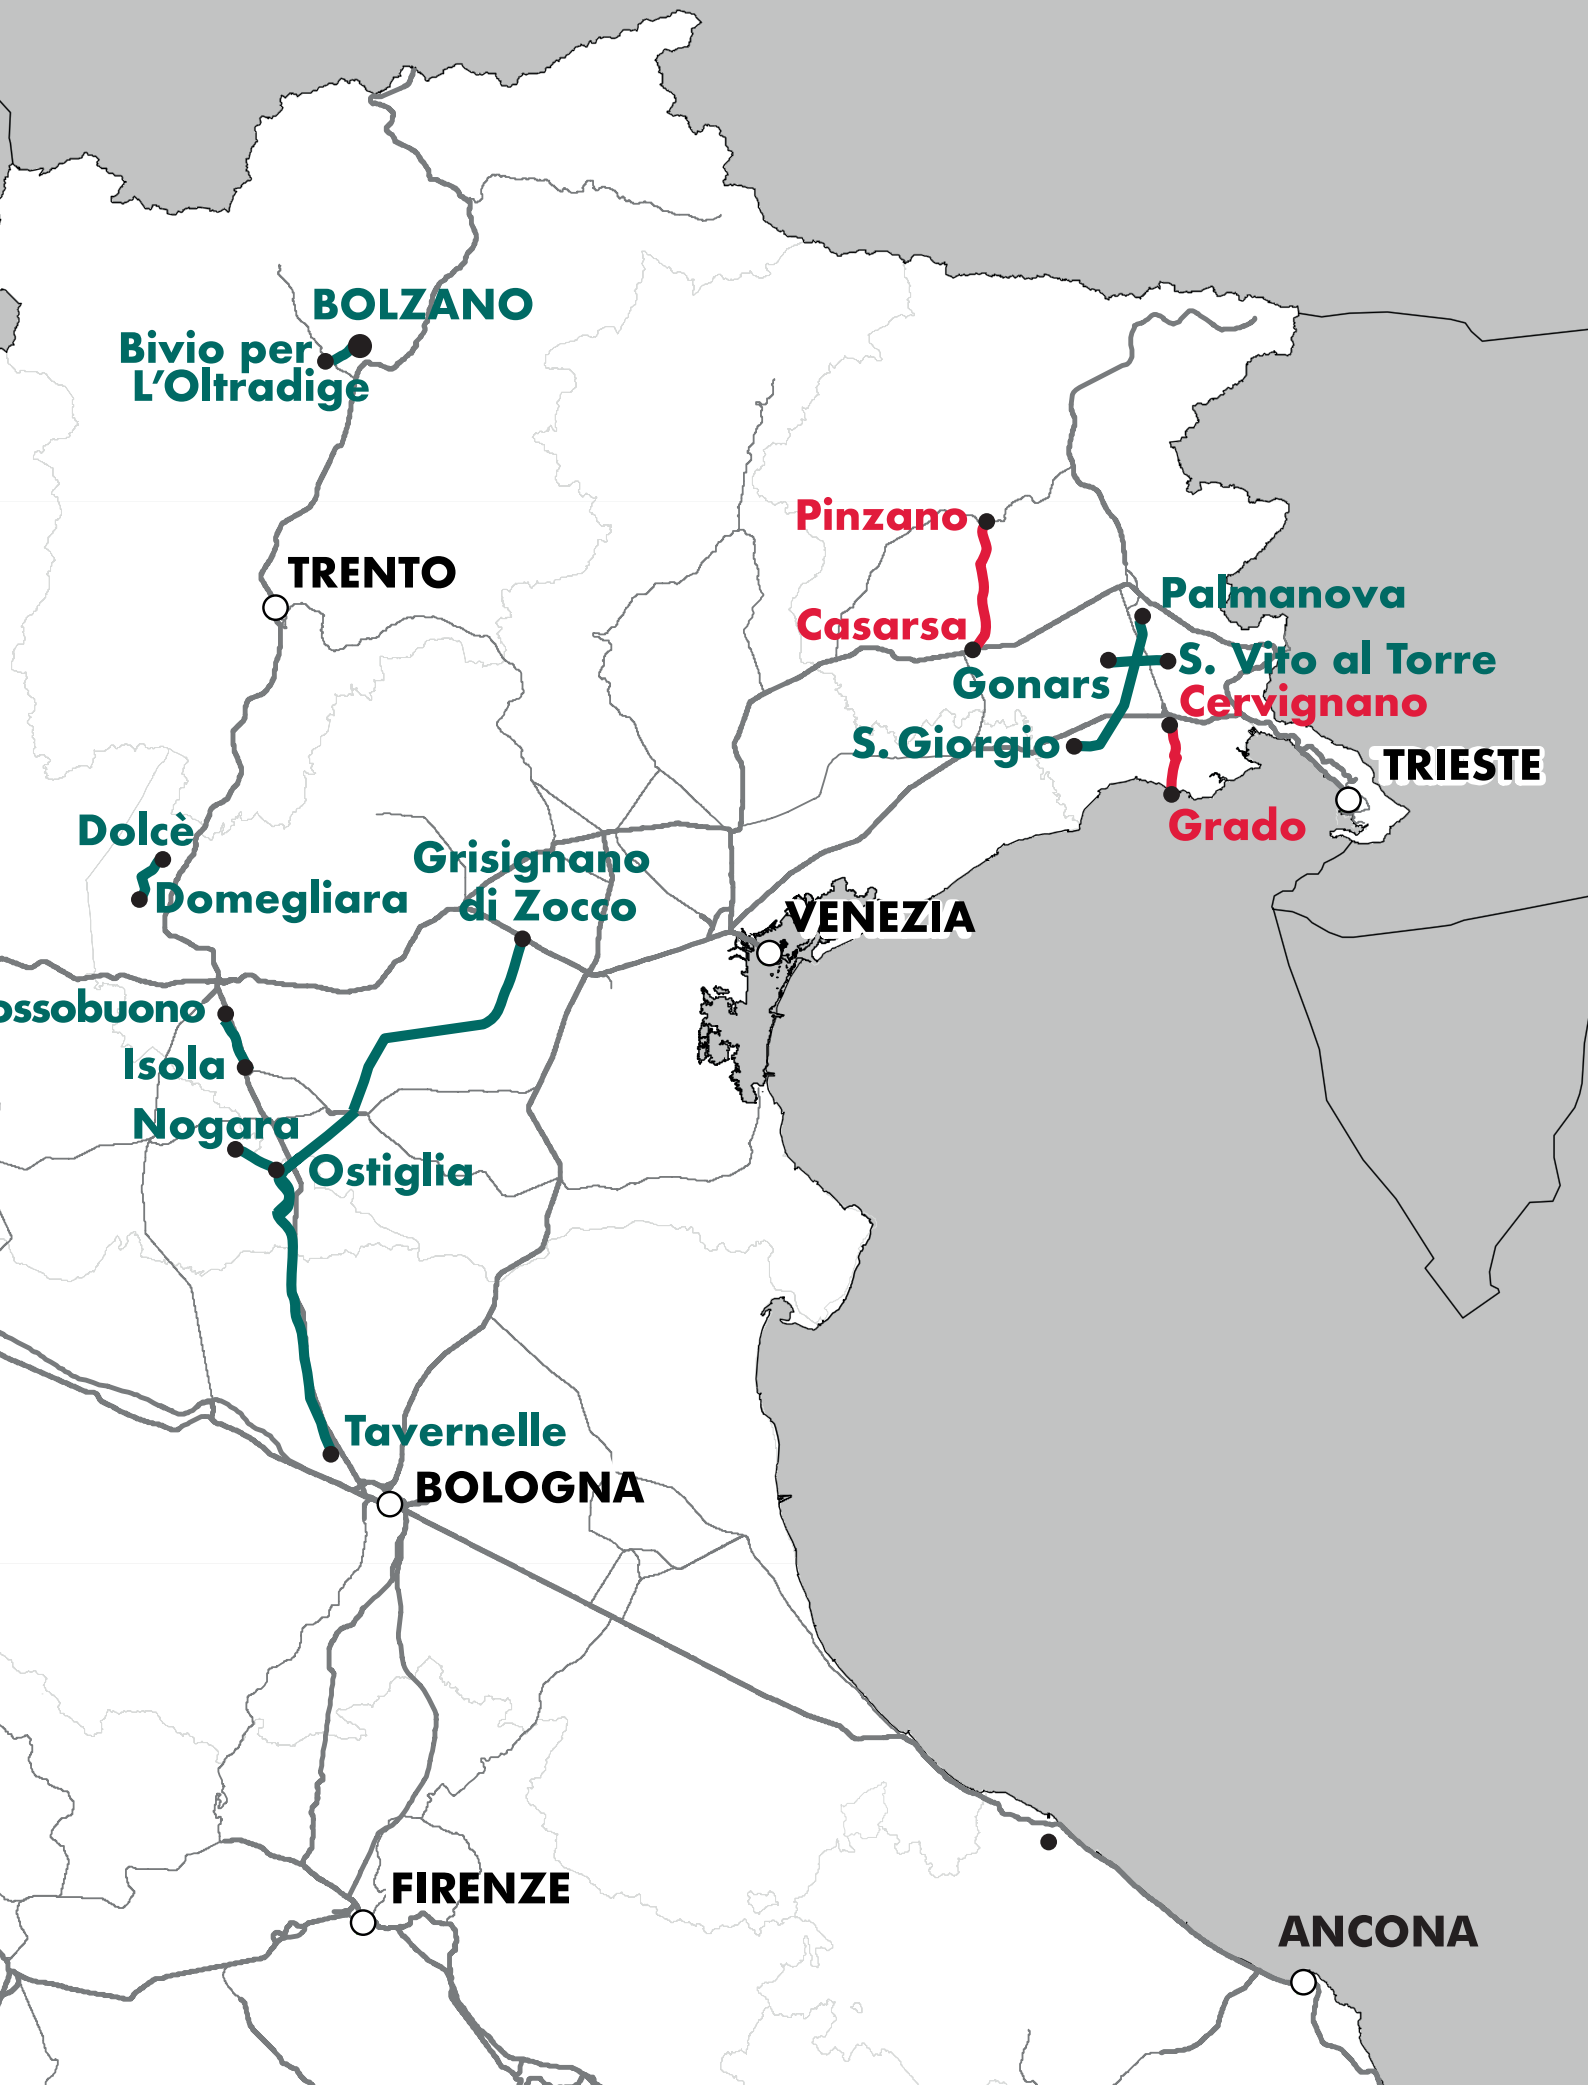 BOLZANO
Bivio per
L'Oltradige
Pinzano
TRENTO
Palmanova
Casarsa
S. Vito al Torre
Gonars
Cervignano
S. Giorgio
TRIESTE
Dolcè
Grado
Grisignano
di Zocco
Domegliara
VENEZIA
ossobuono
Isola
Nogara
Ostiglia
Tavernelle
BOLOGNA
FIRENZE
ANCONA